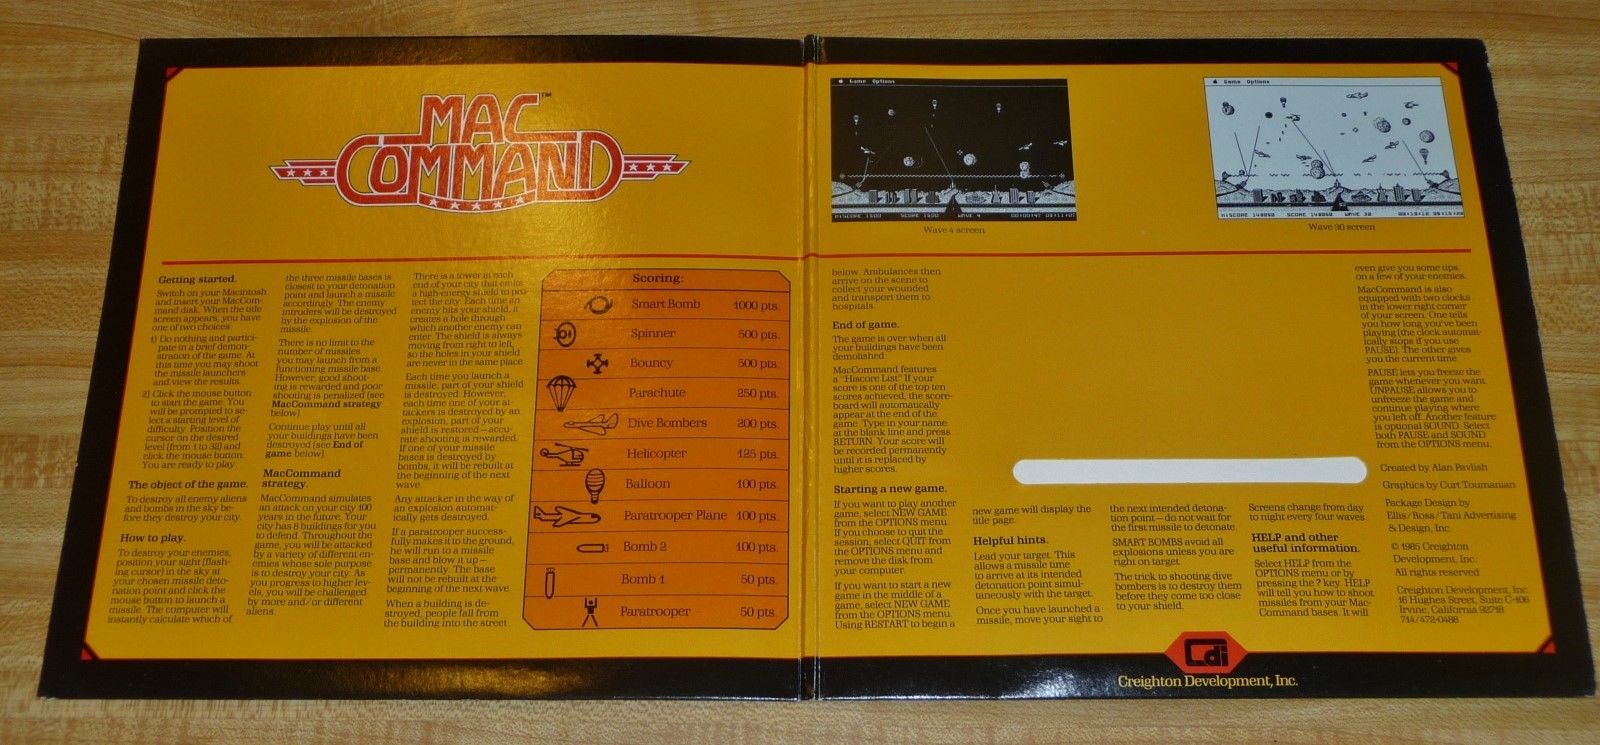 MAC
COMMAND
™
Getting started.
Switch on your Macintosh
and insert your MacCom-
mand disk. When the title
screen appears, you have
one of two choices:
1) Do nothing and partici-
pate in a brief demon-
stration of the game. At
this time you may shoot
the missile launchers
and view the results.
2) Click the mouse button
to start the game. You
will be prompted to se-
lect a starting level of
difficulty. Position the
cursor on the desired
level (from 1 to 32) and
click the mouse button.
You are ready to play.
The object of the game.
To destroy all enemy aliens
and bombs in the sky be-
fore they destroy your city.
How to play.
To destroy your enemies,
position your sight (flash-
ing cursor) in the sky at
your chosen missile deto-
nation point and click the
mouse button to launch a
missile. The computer will
instantly calculate which of
the three missile bases is
closest to your detonation
point and launch a missile
accordingly. The enemy
intruders will be destroyed
by the explosion of the
missile.
There is no limit to the
number of missiles
you may launch from a
functioning missile base.
However, good shoot-
ing is rewarded and poor
shooting is penalized (see
MacCommand strategy
below).
Continue play until all
your buildings have been
destroyed (see End of
game below).
MacCommand
strategy.
MacCommand simulates
an attack on your city 100
years in the future. Your
city has 8 buildings for you
to defend. Throughout the
game, you will be attacked
by a variety of different en-
emies whose sole purpose
is to destroy your city. As
you progress to higher lev-
els, you will be challenged
by more and/or different
aliens.
There is a tower at each
end of your city that emits
a high-energy shield to pro-
tect the city. Each time an
enemy hits your shield, it
creates a hole through
which another enemy can
enter. The shield is always
moving from right to left,
so the holes in your shield
are never in the same place.
Each time you launch a
missile, part of your shield
is destroyed. However,
each time one of your at-
tackers is destroyed by an
explosion, part of your
shield is restored—accu-
rate shooting is rewarded.
If one of your missile
bases is destroyed by
bombs, it will be rebuilt at
the beginning of the next
wave.
Any attacker in the way of
an explosion automat-
ically gets destroyed.
If a paratrooper success-
fully makes it to the ground,
he will run to a missile
base and blow it up—
permanently. The base
will not be rebuilt at the
beginning of the next wave.
When a building is de-
stroyed, people fall from
the building into the street
Scoring:
Smart Bomb 1000 pts.
Spinner 500 pts.
Bouncy 500 pts.
Parachute 250 pts.
Dive Bombers 200 pts.
Helicopter 125 pts.
Balloon 100 pts.
Paratrooper Plane 100 pts.
Bomb 2 100 pts.
Bomb 1 50 pts.
Paratrooper 50 pts.
Game Options
HISCORE 1500 SCORE 1500 WAVE 4
Wave 4 screen
Game Options
HISCORE 148050 SCORE 148050 WAVE 30
Wave 30 screen
below. Ambulances then
arrive on the scene to
collect your wounded
and transport them to
hospitals.
End of game.
The game is over when all
your buildings have been
demolished.
MacCommand features
a "Hiscore List." If your
score is one of the top ten
scores achieved, the score-
board will automatically
appear at the end of the
game. Type in your name
at the blank line and press
RETURN. Your score will
be recorded permanently
until it is replaced by
higher scores.
Starting a new game.
If you want to play another
game, select NEW GAME
from the OPTIONS menu.
If you choose to quit the
session, select QUIT from
the OPTIONS menu and
remove the disk from
your computer.
If you want to start a new
game in the middle of a
game, select NEW GAME
from the OPTIONS menu.
Using RESTART to begin a
new game will display the
title page.
Helpful hints.
Lead your target. This
allows a missile time
to arrive at its intended
detonation point simul-
taneously with the target.
Once you have launched a
missile, move your sight to
the next intended detona-
tion point—do not wait for
the first missile to detonate.
SMART BOMBS avoid all
explosions unless you are
right on target.
The trick to shooting dive
bombers is to destroy them
before they come too close
to your shield.
Screens change from day
to night every four waves.
HELP and other
useful information.
Select HELP from the
OPTIONS menu or by
pressing the ? key. HELP
will tell you how to shoot
missiles from your Mac-
Command bases. It will
even give you some tips
on a few of your enemies.
MacCommand is also
equipped with two clocks
in the lower right corner
of your screen. One tells
you how long you've been
playing (the clock automat-
ically stops if you use
PAUSE). The other gives
you the current time.
PAUSE lets you freeze the
game whenever you want.
UNPAUSE allows you to
unfreeze the game and
continue playing where
you left off. Another feature
is optional SOUND. Select
both PAUSE and SOUND
from the OPTIONS menu.
Created by Alan Pavlish
Graphics by Curt Toumanian
Package Design by
Ellis/Ross/Tani Advertising
& Design, Inc.
© 1985 Creighton
Development, Inc.
All rights reserved
Creighton Development, Inc.
16 Hughes Street, Suite C-106
Irvine, California 92718
714/472-0488
Cdi
Creighton Development, Inc.